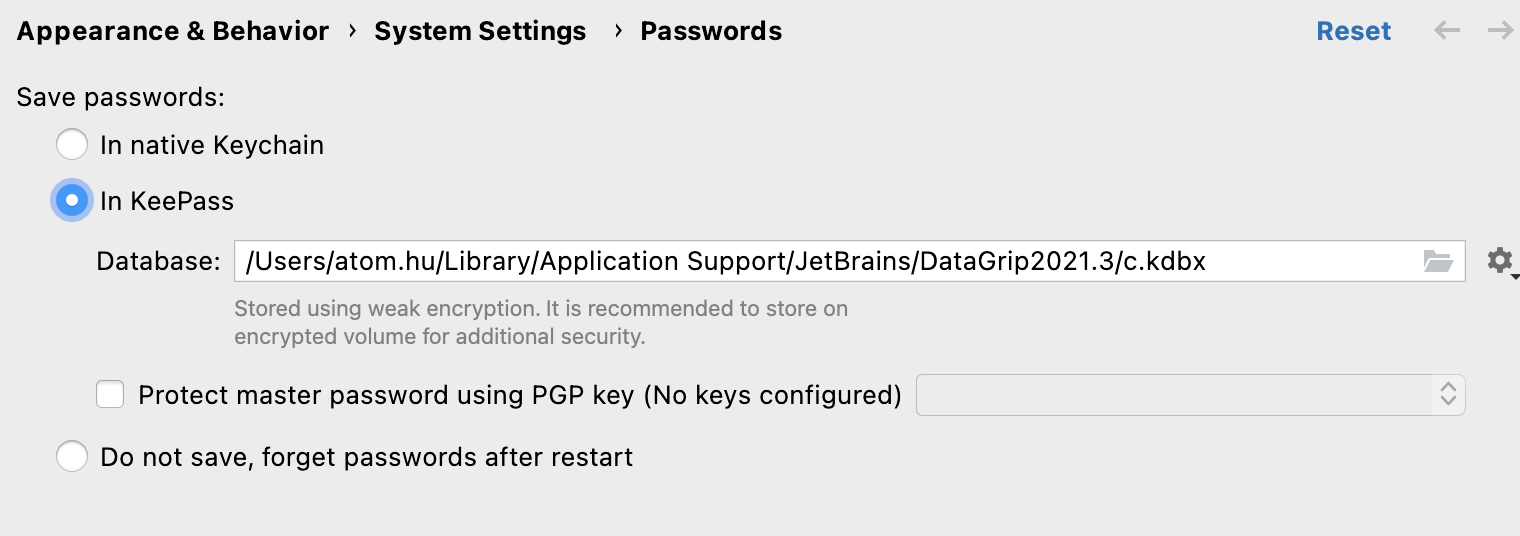 Appearance & Behavior › System Settings › Passwords Reset
Save passwords:
In native Keychain
In KeePass
Database: /Users/atom.hu/Library/Application Support/JetBrains/DataGrip2021.3/c.kdbx
Stored using weak encryption. It is recommended to store on
encrypted volume for additional security.
Protect master password using PGP key (No keys configured)
Do not save, forget passwords after restart